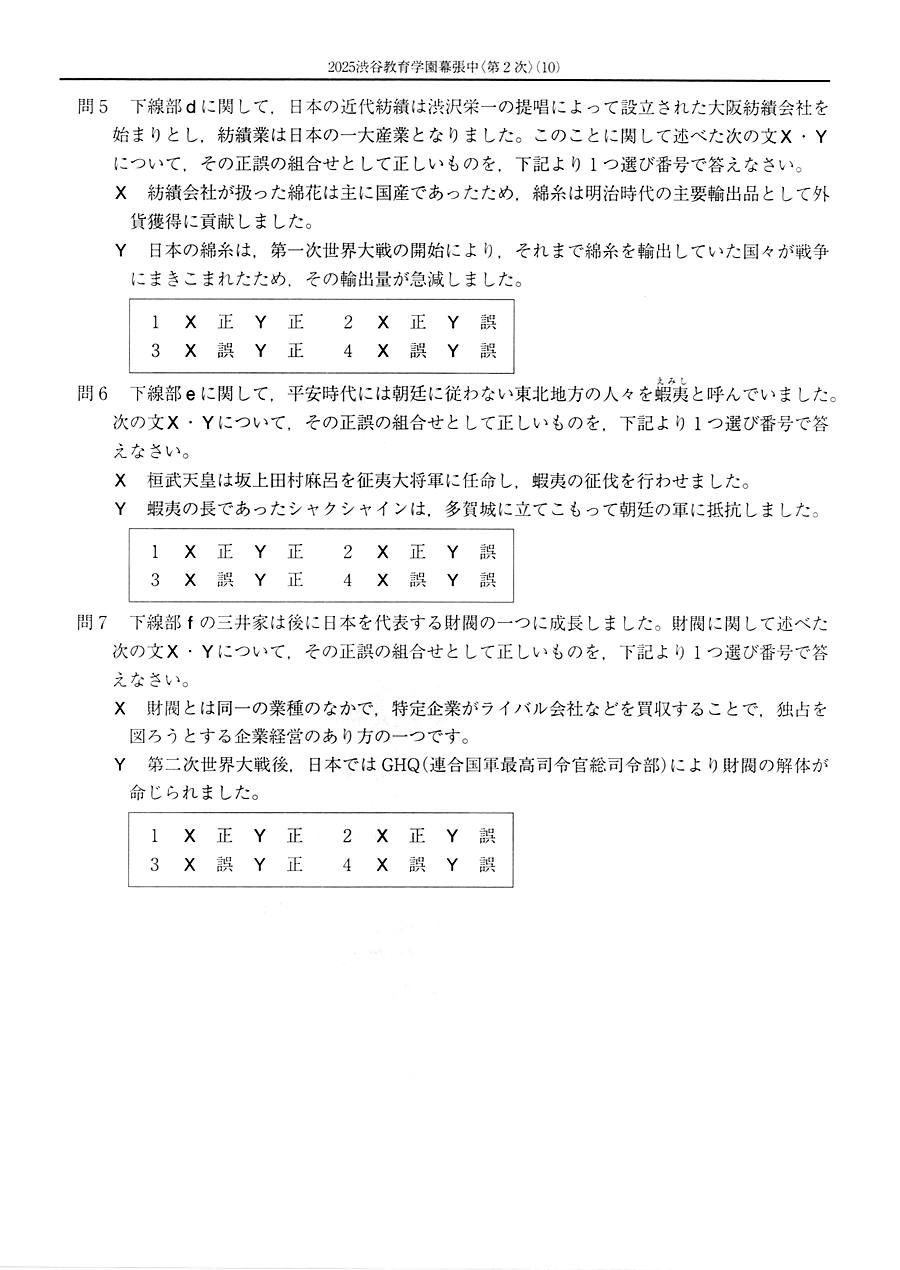 2025渋谷教育学園幕張中〈第2次〉(10)
問5 下線部dに関して，日本の近代紡績は渋沢栄一の提唱によって設立された大阪紡績会社を
始まりとし，紡績業は日本の一大産業となりました。このことに関して述べた次の文X・Y
について，その正誤の組合せとして正しいものを，下記より1つ選び番号で答えなさい。
X 紡績会社が扱った綿花は主に国産であったため，綿糸は明治時代の主要輸出品として外
貨獲得に貢献しました。
Y 日本の綿糸は，第一次世界大戦の開始により，それまで綿糸を輸出していた国々が戦争
にまきこまれたため，その輸出量が急減しました。
1 X 正 Y 正 2 X 正 Y 誤
3 X 誤 Y 正 4 X 誤 Y 誤
問6 下線部eに関して，平安時代には朝廷に従わない東北地方の人々を蝦夷えみしと呼んでいました。
次の文X・Yについて，その正誤の組合せとして正しいものを，下記より1つ選び番号で答
えなさい。
X 桓武天皇は坂上田村麻呂を征夷大将軍に任命し，蝦夷の征伐を行わせました。
Y 蝦夷の長であったシャクシャインは，多賀城に立てこもって朝廷の軍に抵抗しました。
1 X 正 Y 正 2 X 正 Y 誤
3 X 誤 Y 正 4 X 誤 Y 誤
問7 下線部fの三井家は後に日本を代表する財閥の一つに成長しました。財閥に関して述べた
次の文X・Yについて，その正誤の組合せとして正しいものを，下記より1つ選び番号で答
えなさい。
X 財閥とは同一の業種のなかで，特定企業がライバル会社などを買収することで，独占を
図ろうとする企業経営のあり方の一つです。
Y 第二次世界大戦後，日本ではGHQ(連合国軍最高司令官総司令部)により財閥の解体が
命じられました。
1 X 正 Y 正 2 X 正 Y 誤
3 X 誤 Y 正 4 X 誤 Y 誤